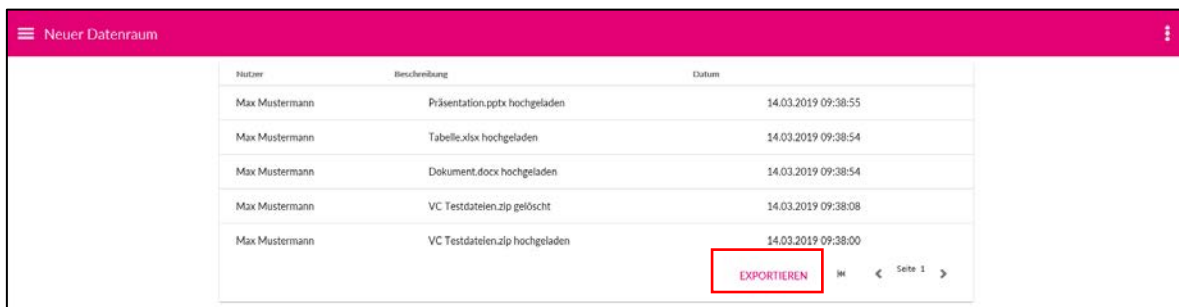 Neuer Datenraum
Nutzer Beschreibung Datum
Max Mustermann Präsentation.pptx hochgeladen 14.03.2019 09:38:55
Max Mustermann Tabelle.xlsx hochgeladen 14.03.2019 09:38:54
Max Mustermann Dokument.docx hochgeladen 14.03.2019 09:38:54
Max Mustermann VC Testdateien.zip gelöscht 14.03.2019 09:38:08
Max Mustermann VC Testdateien.zip hochgeladen 14.03.2019 09:38:00
EXPORTIEREN Seite 1